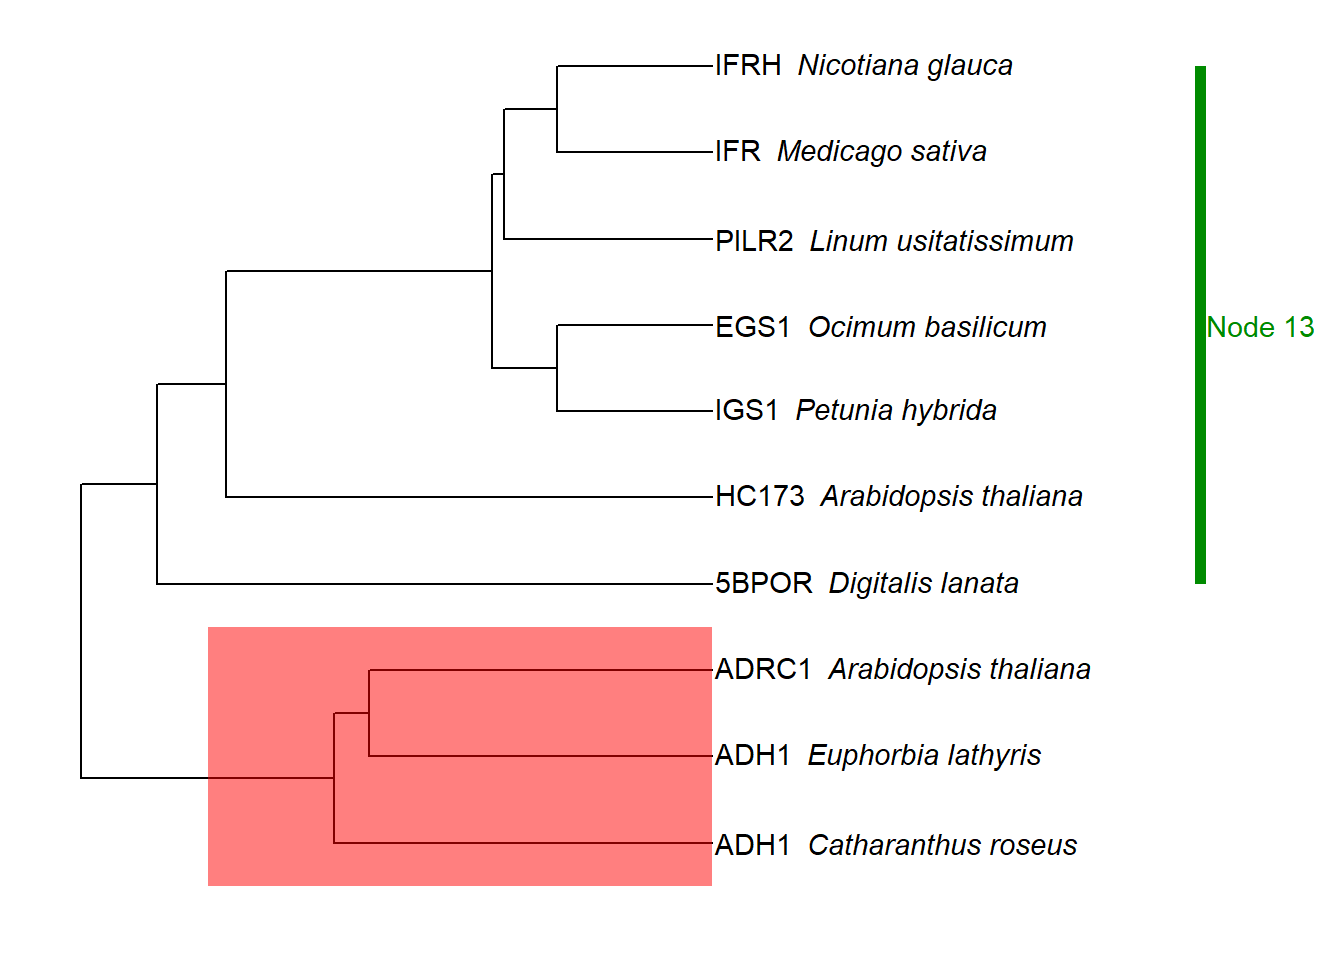 IFRH Nicotiana glauca
IFR Medicago sativa
PILR2 Linum usitatissimum
EGS1 Ocimum basilicum
Node 13
IGS1 Petunia hybrida
HC173 Arabidopsis thaliana
5BPOR Digitalis lanata
ADRC1 Arabidopsis thaliana
ADH1 Euphorbia lathyris
ADH1 Catharanthus roseus